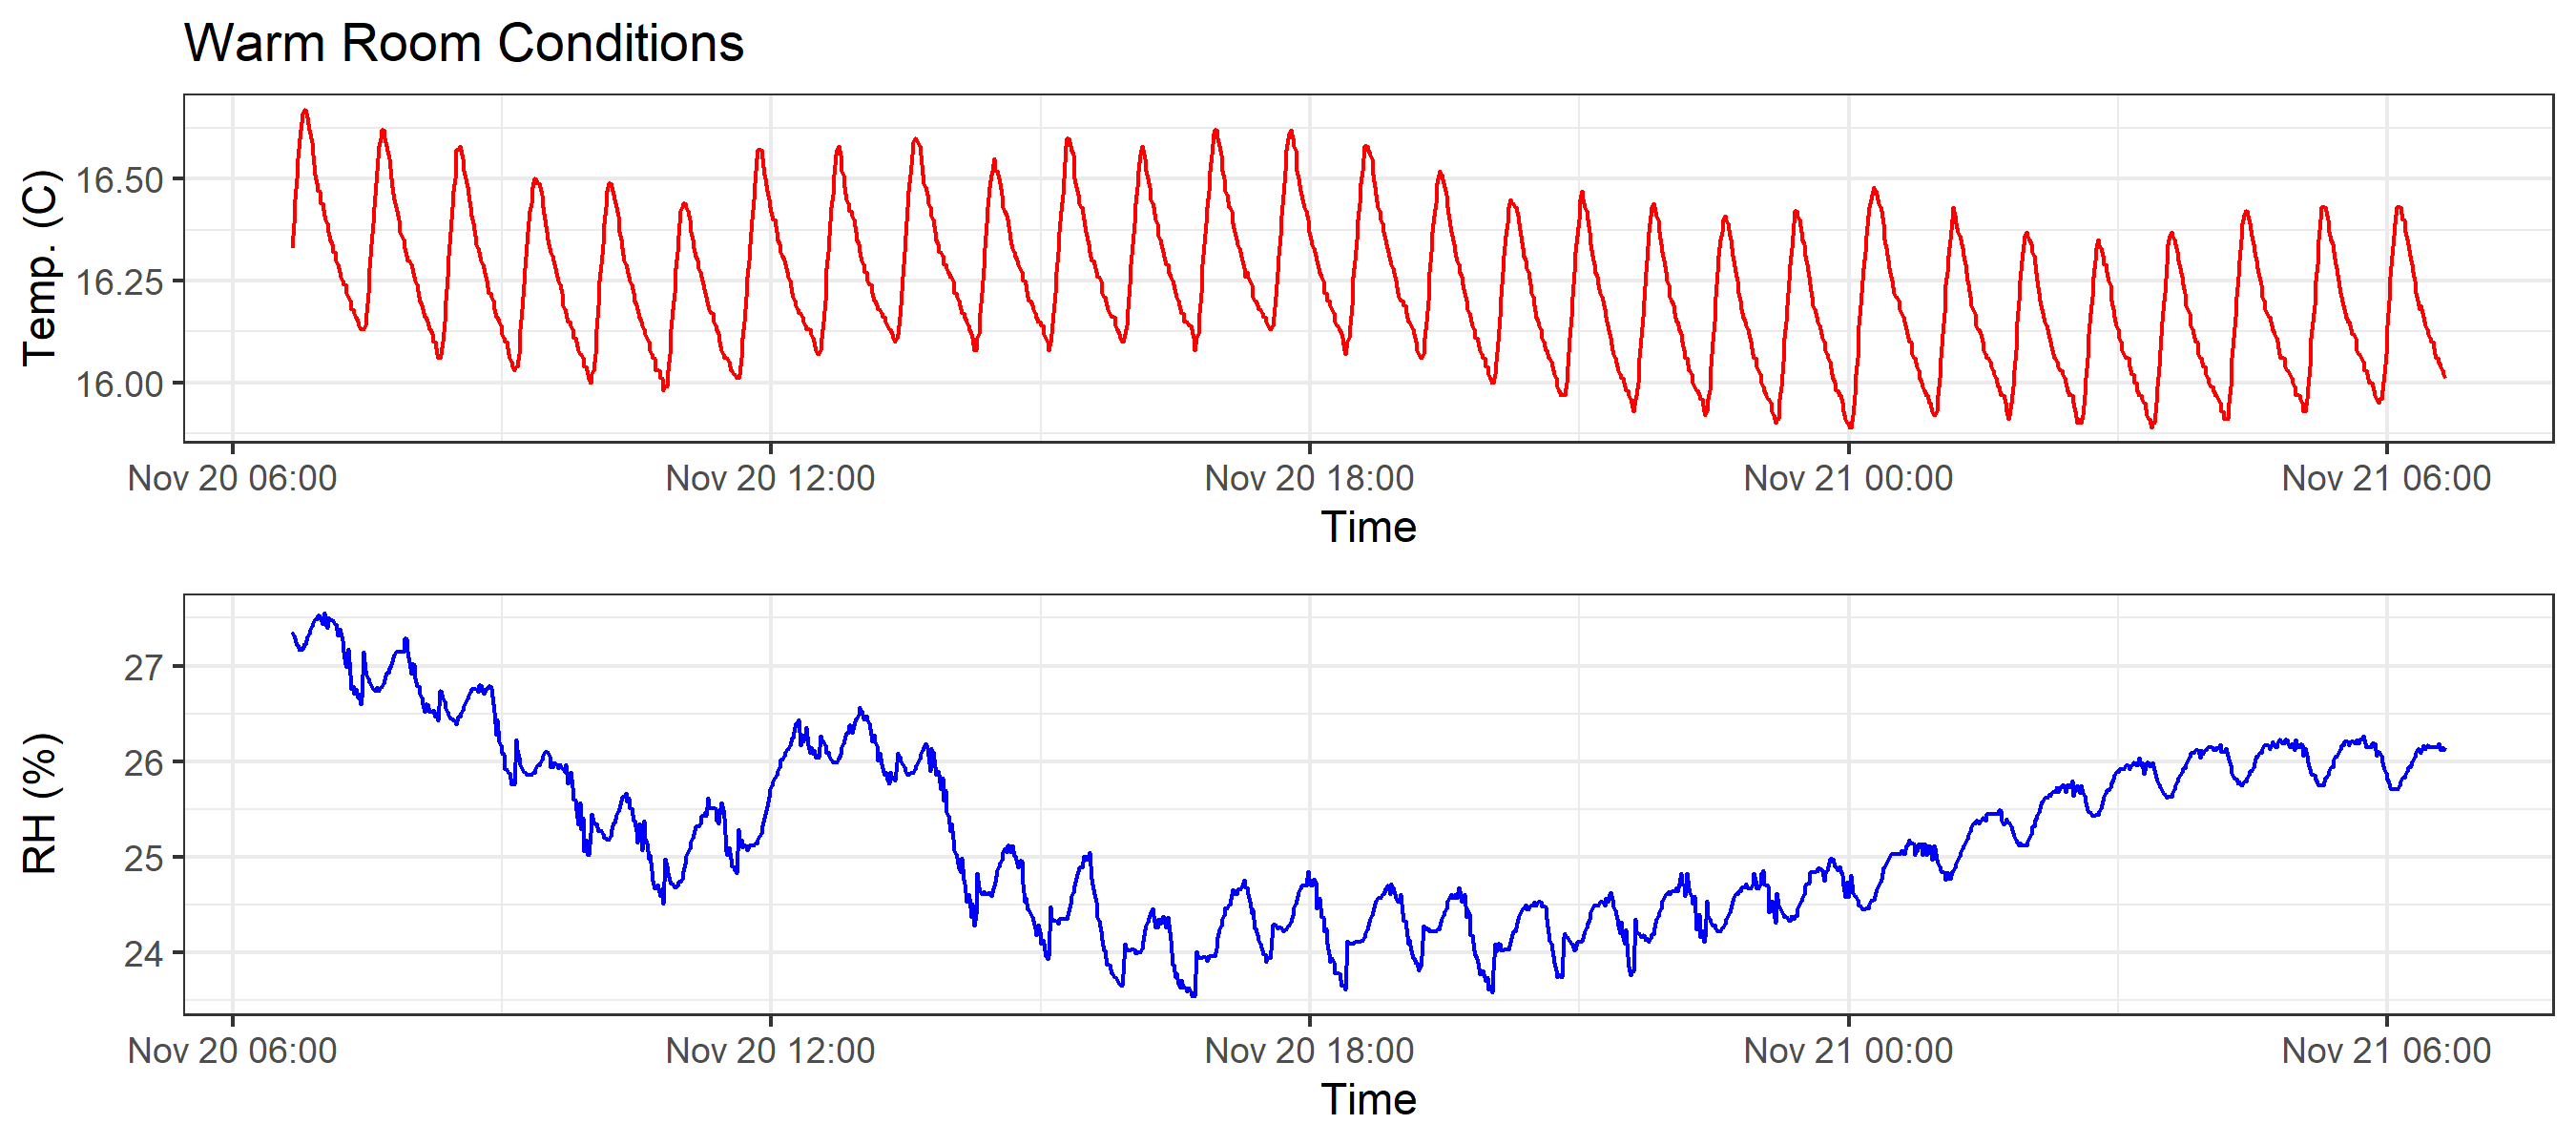 Warm Room Conditions
Temp. (C)
16.50
16.25
16.00
Nov 20 06:00 Nov 20 12:00 Nov 20 18:00 Nov 21 00:00 Nov 21 06:00
Time
RH (%)
27
26
25
24
Nov 20 06:00 Nov 20 12:00 Nov 20 18:00 Nov 21 00:00 Nov 21 06:00
Time